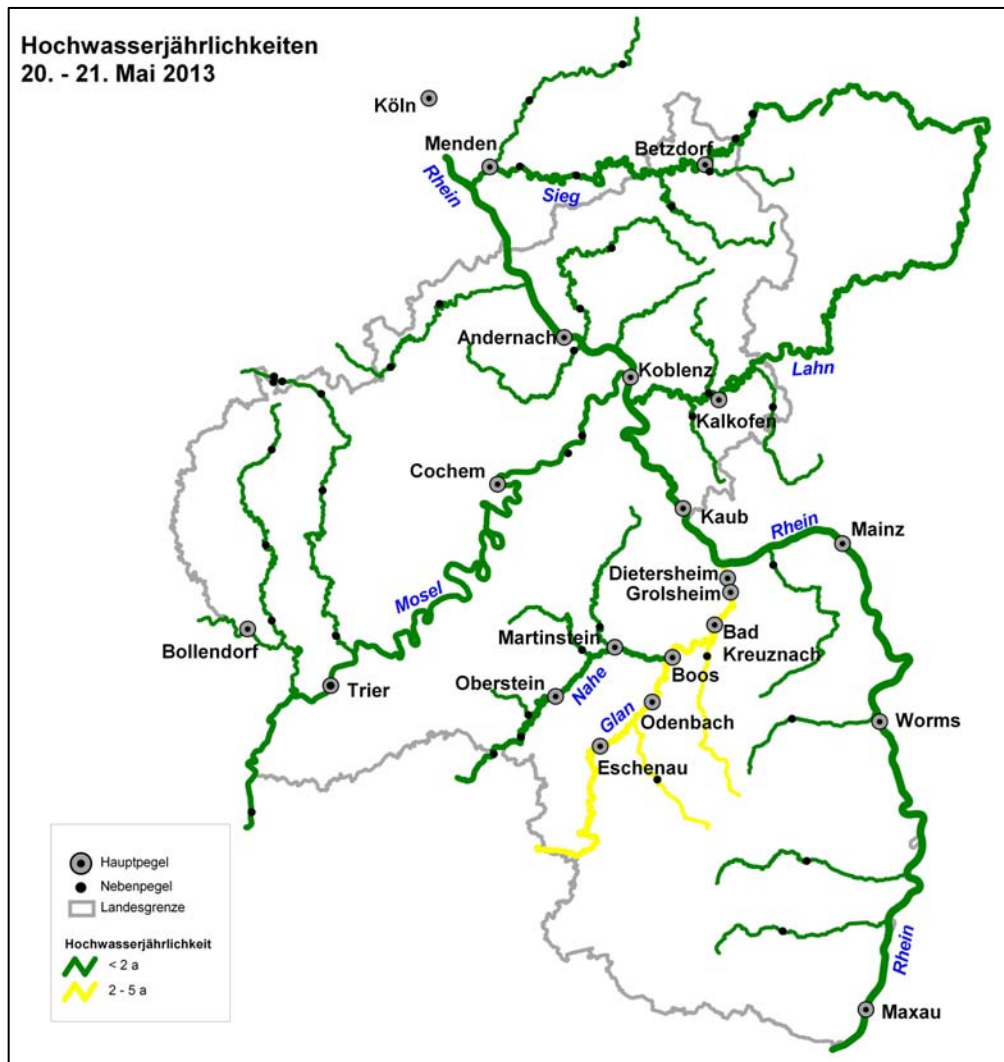 Hochwasserjährlichkeiten
20. - 21. Mai 2013
Köln
Menden
Betzdorf
Rhein
Sieg
Andernach
Koblenz
Lahn
Kalkofen
Cochem
Kaub
Rhein
Mainz
Dietersheim
Grolsheim
Mosel
Bad
Kreuznach
Martinstein
Bollendorf
Boos
Trier
Oberstein
Nahe
Odenbach
Glan
Worms
Eschenau
Hauptpegel
Nebenpegel
Landesgrenze
Hochwasserjährlichkeit
< 2 a
2 - 5 a
Rhein
Maxau